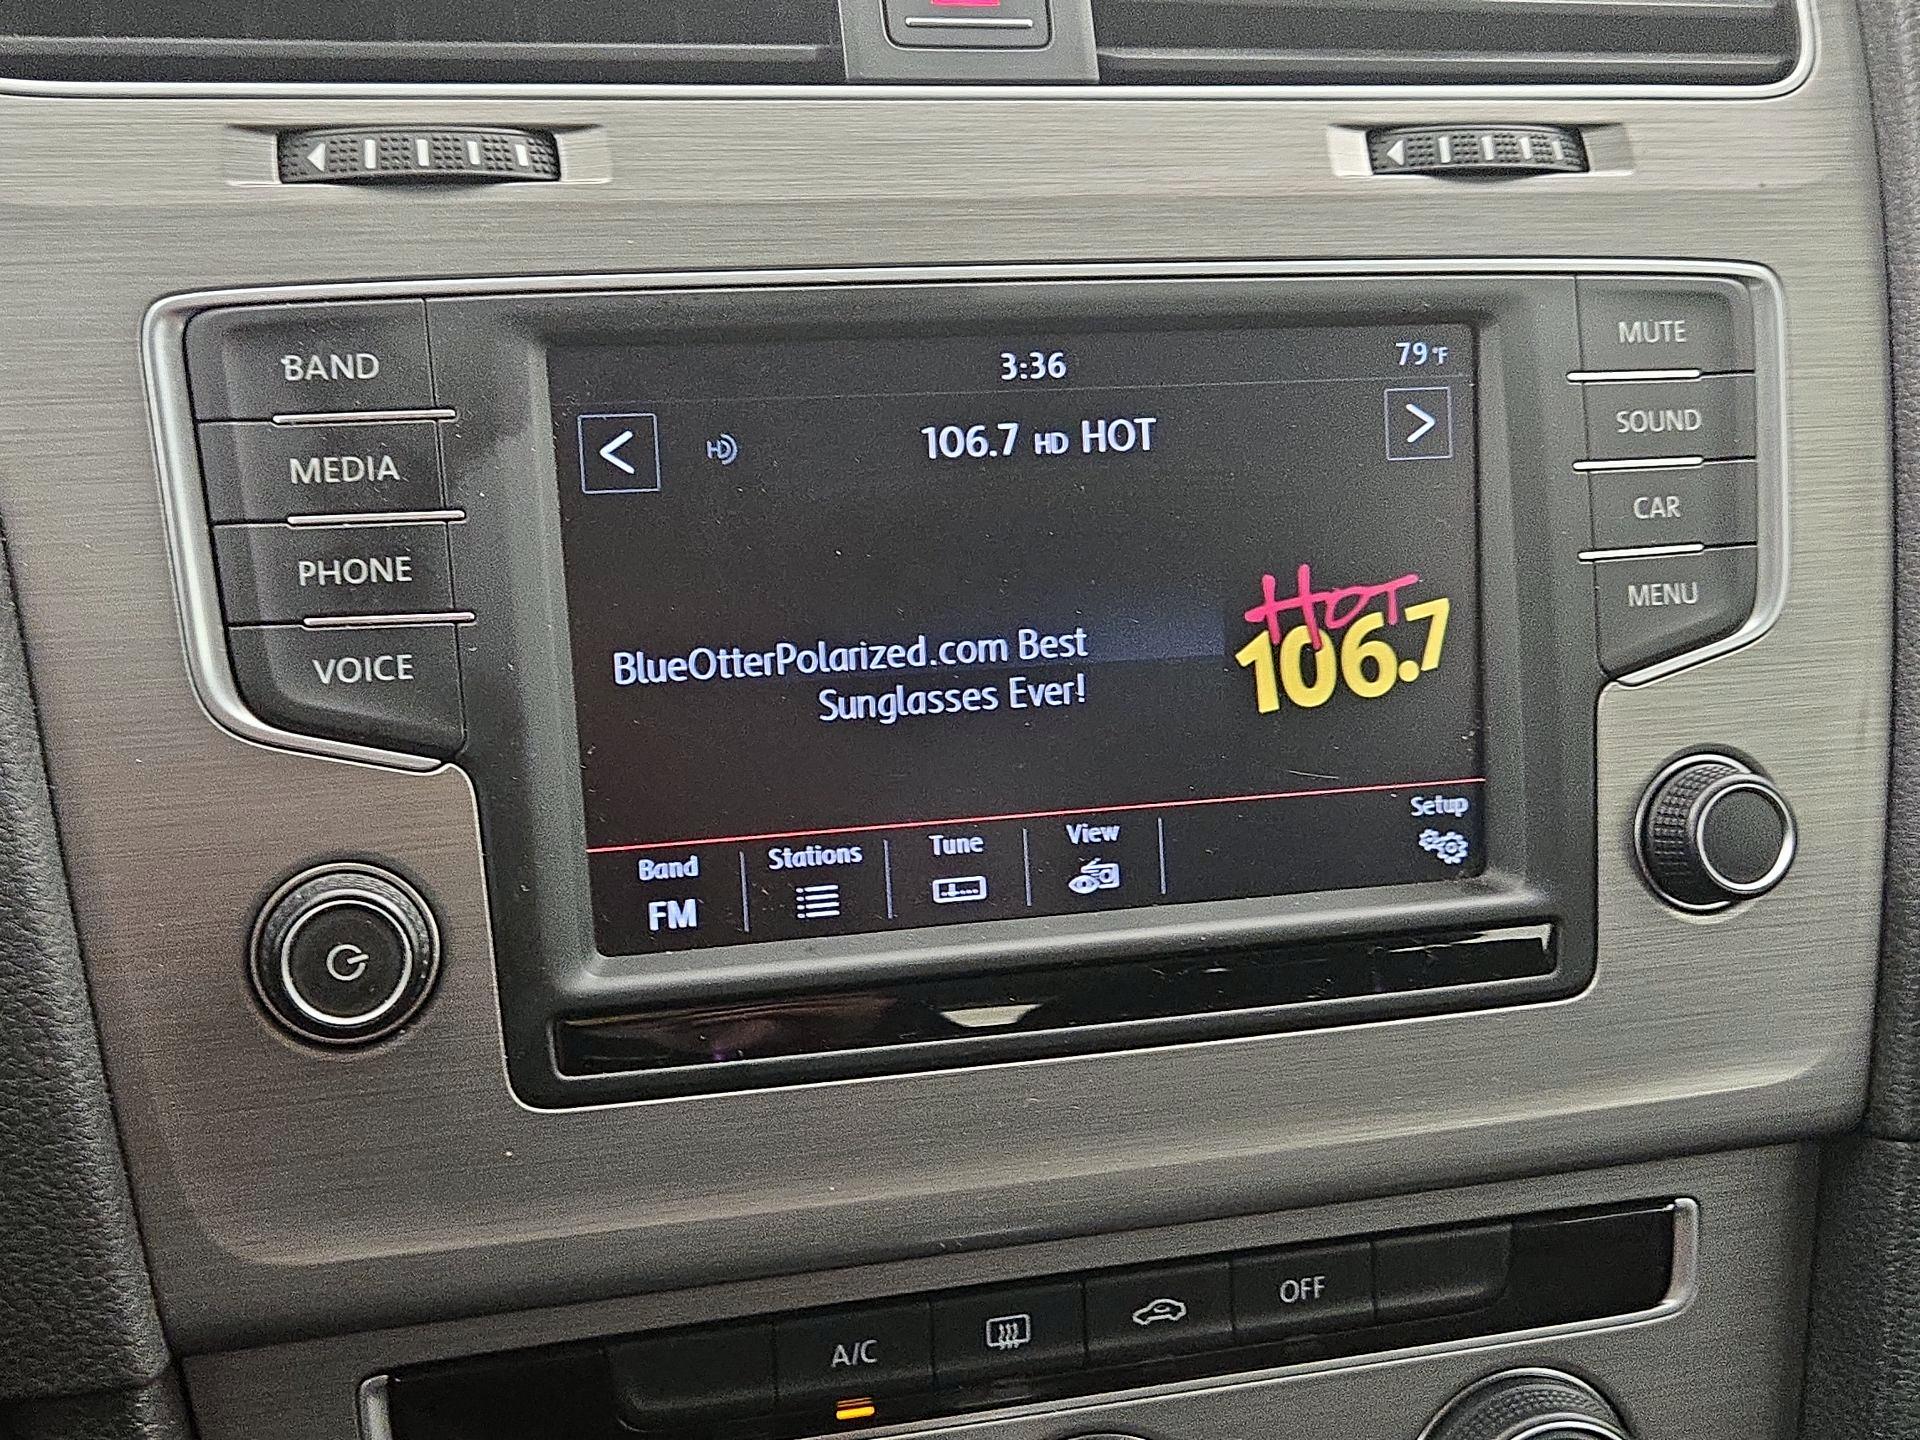 BAND
MEDIA
PHONE
VOICE
3:36
79°F
<
HD
106.7 HD HOT
>
BlueOtterPolarized.com Best
Sunglasses Ever!
HOT
106.7
Band
FM
Stations
Tune
View
Setup
MUTE
SOUND
CAR
MENU
A/C
OFF